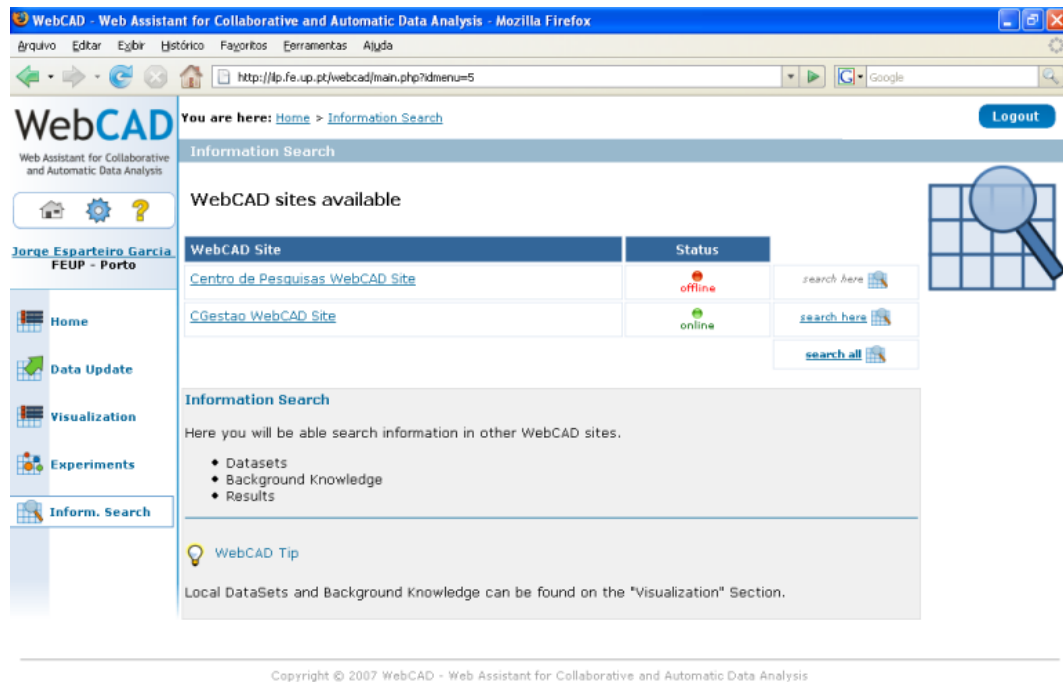 WebCAD - Web Assistant for Collaborative and Automatic Data Analysis - Mozilla Firefox
Arquivo Editar Exibir Histórico Favoritos Ferramentas Ajuda
http://ilp.fe.up.pt/webcad/main.php?idmenu=5
G Google
WebCAD
Web Assistant for Collaborative
and Automatic Data Analysis
You are here: Home > Information Search
Logout
Information Search
Jorge Esparteiro Garcia
FEUP - Porto
Home
Data Update
Visualization
Experiments
Inform. Search
WebCAD sites available
WebCAD Site Status
Centro de Pesquisas WebCAD Site offline search here
CGestao WebCAD Site online search here
search all
Information Search
Here you will be able search information in other WebCAD sites.
Datasets
Background Knowledge
Results
WebCAD Tip
Local DataSets and Background Knowledge can be found on the "Visualization" Section.
Copyright © 2007 WebCAD - Web Assistant for Collaborative and Automatic Data Analysis